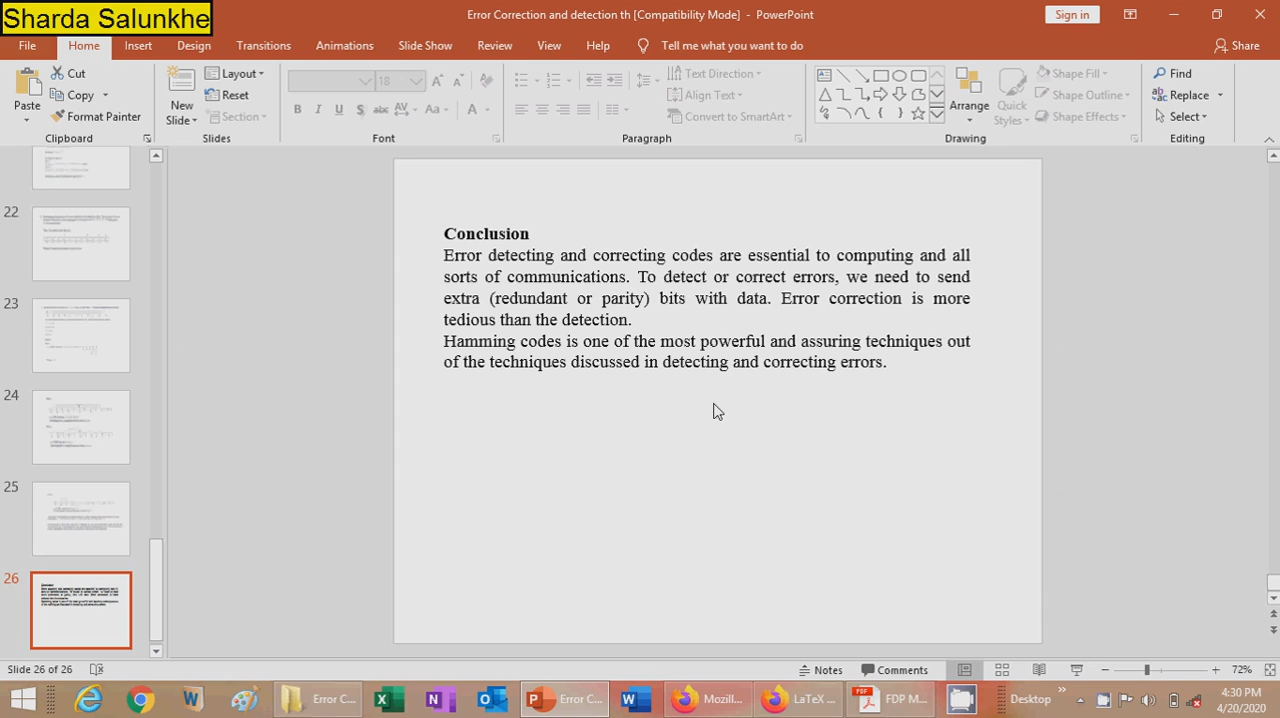 Sharda Salunkhe
Error Correction and detection th [Compatibility Mode] - PowerPoint
Sign in
File Home Insert Design Transitions Animations Slide Show Review View Help Tell me what you want to do Share
Paste
Cut
Copy
Format Painter
Clipboard
New Slide
Layout
Reset
Section
Slides
18
B I U S abc AV Aa A
Font
Text Direction
Align Text
Convert to SmartArt
Paragraph
Arrange
Quick Styles
Shape Fill
Shape Outline
Shape Effects
Drawing
Find
Replace
Select
Editing
22
23
24
25
26
Conclusion
Error detecting and correcting codes are essential to computing and all
sorts of communications. To detect or correct errors, we need to send
extra (redundant or parity) bits with data. Error correction is more
tedious than the detection.
Hamming codes is one of the most powerful and assuring techniques out
of the techniques discussed in detecting and correcting errors.
Slide 26 of 26
Notes Comments 72%
Error C... Error C... Mozill... LaTeX ... FDP M... Desktop
4:30 PM
4/20/2020